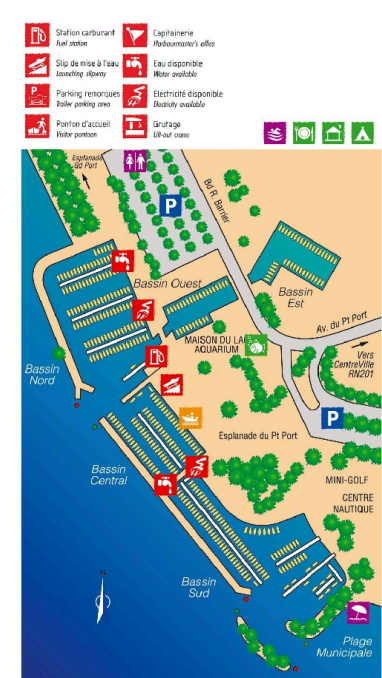 Station carburant
Fuel station
Capitainerie
Harbourmaster's office
Slip de mise à l'eau
Launching slipway
Eau disponible
Water available
Parking remorques
Trailer parking area
Electricité disponible
Electricity available
Ponton d'accueil
Visitor pontoon
Grutage
Lift-out crane
P
Esplanade
Gd Port
P
Bd R. Barrier
Bassin Ouest
Bassin
Est
Av. du Pt Port
MAISON DU LAC
AQUARIUM
Vers
CentreVille
RN201
Bassin
Nord
P
Esplanade du Pt Port
Bassin
Central
MINI-GOLF
CENTRE
NAUTIQUE
Bassin
Sud
Plage
Municipale